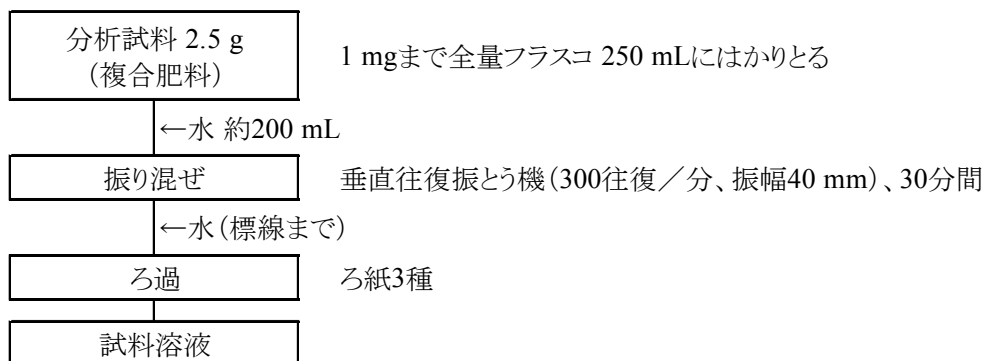 分析試料 2.5 g
（複合肥料）
1 mgまで全量フラスコ 250 mLにはかりとる
←水 約200 mL
振り混ぜ
垂直往復振とう機（300往復／分、振幅40 mm）、30分間
←水（標線まで）
ろ過
ろ紙3種
試料溶液